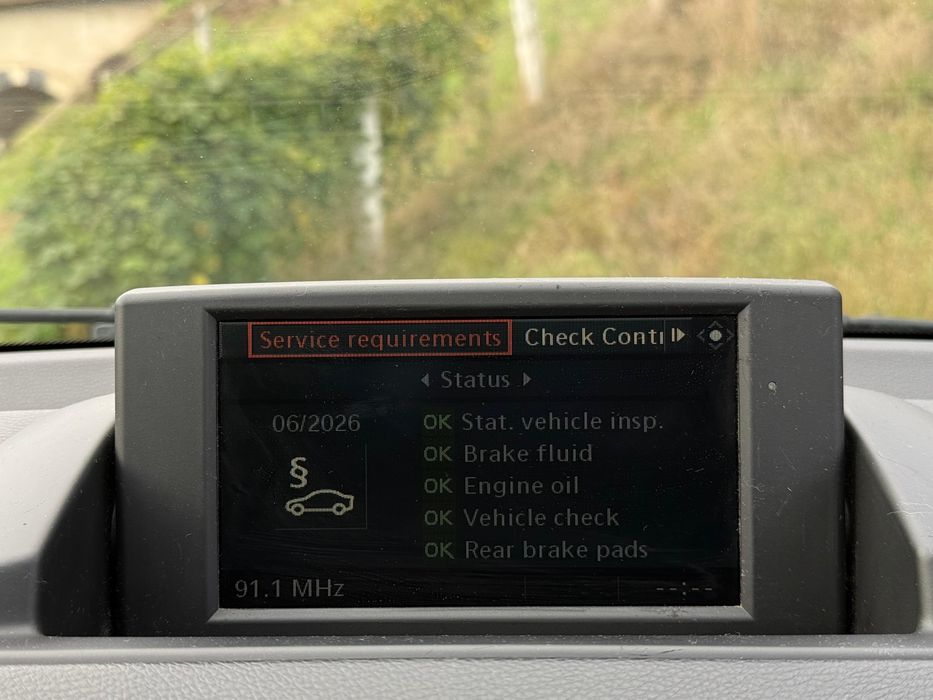 Service requirements Check Contr
Status
06/2026
§
OK Stat. vehicle insp.
OK Brake fluid
OK Engine oil
OK Vehicle check
OK Rear brake pads
91.1 MHz --:--